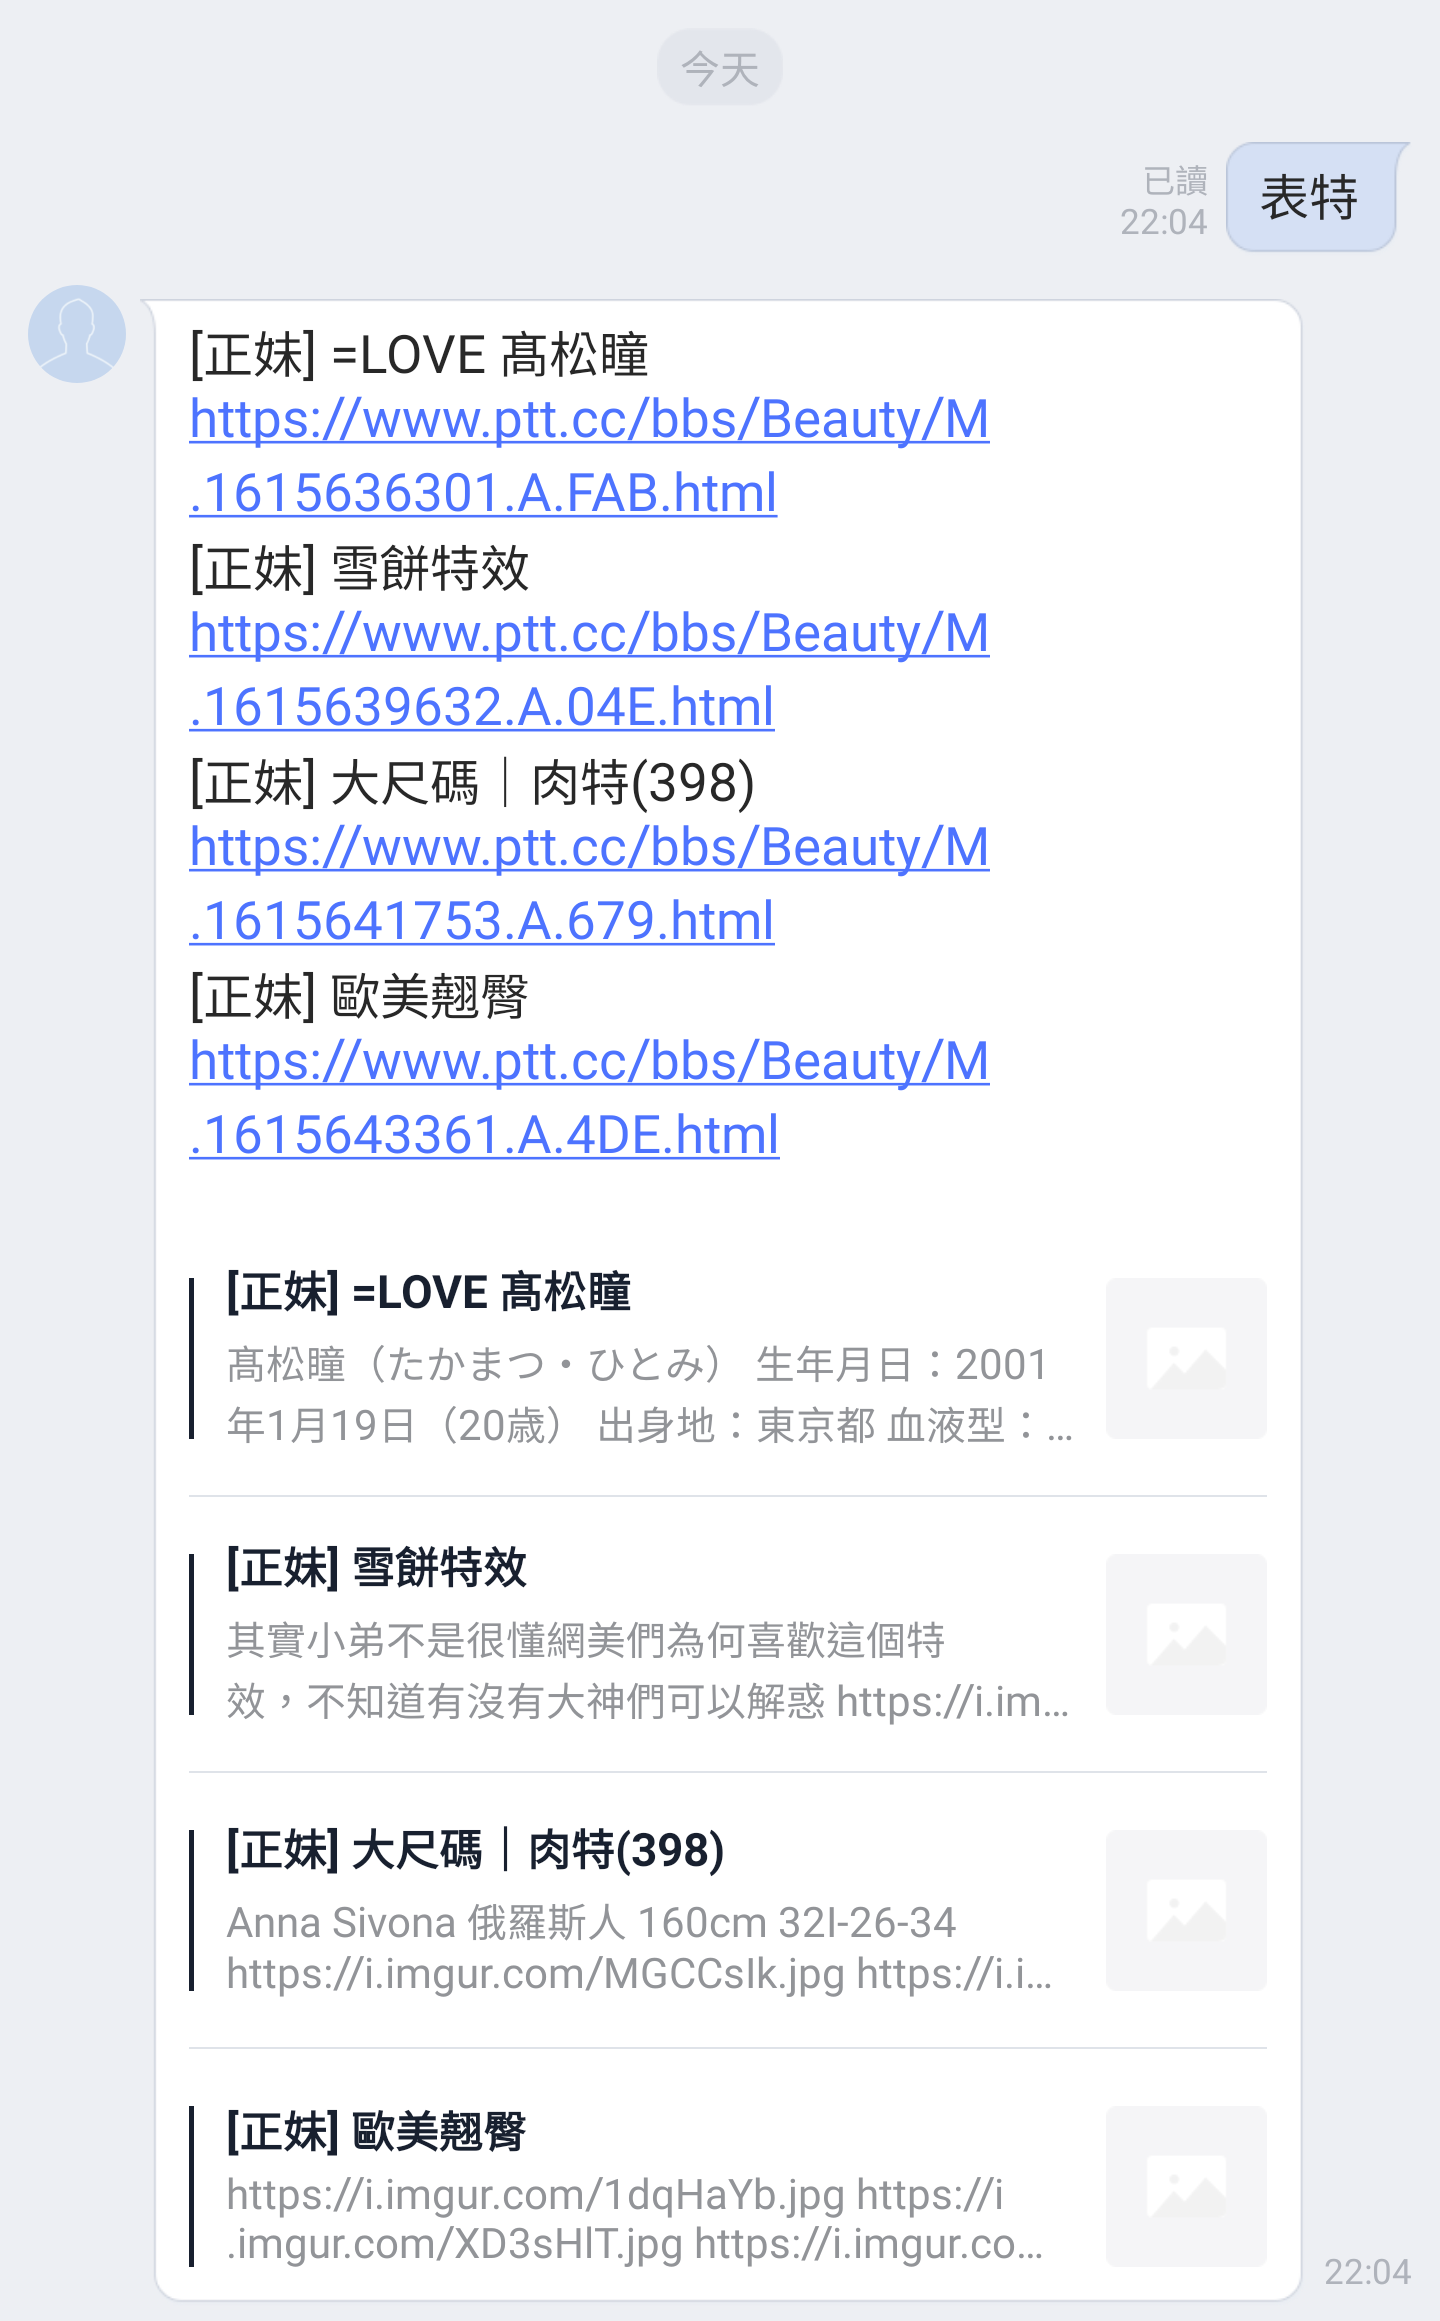 今天
已讀
22:04
表特
[正妹] =LOVE 髙松瞳
https://www.ptt.cc/bbs/Beauty/M
.1615636301.A.FAB.html
[正妹] 雪餅特效
https://www.ptt.cc/bbs/Beauty/M
.1615639632.A.04E.html
[正妹] 大尺碼｜肉特(398)
https://www.ptt.cc/bbs/Beauty/M
.1615641753.A.679.html
[正妹] 歐美翹臀
https://www.ptt.cc/bbs/Beauty/M
.1615643361.A.4DE.html
[正妹] =LOVE 髙松瞳
髙松瞳（たかまつ・ひとみ） 生年月日：2001
年1月19日（20歳） 出身地：東京都 血液型：...
[正妹] 雪餅特效
其實小弟不是很懂網美們為何喜歡這個特
效，不知道有沒有大神們可以解惑 https://i.im...
[正妹] 大尺碼｜肉特(398)
Anna Sivona 俄羅斯人 160cm 32I-26-34
https://i.imgur.com/MGCCsIk.jpg https://i.i...
[正妹] 歐美翹臀
https://i.imgur.com/1dqHaYb.jpg https://i
.imgur.com/XD3sHlT.jpg https://i.imgur.co...
22:04